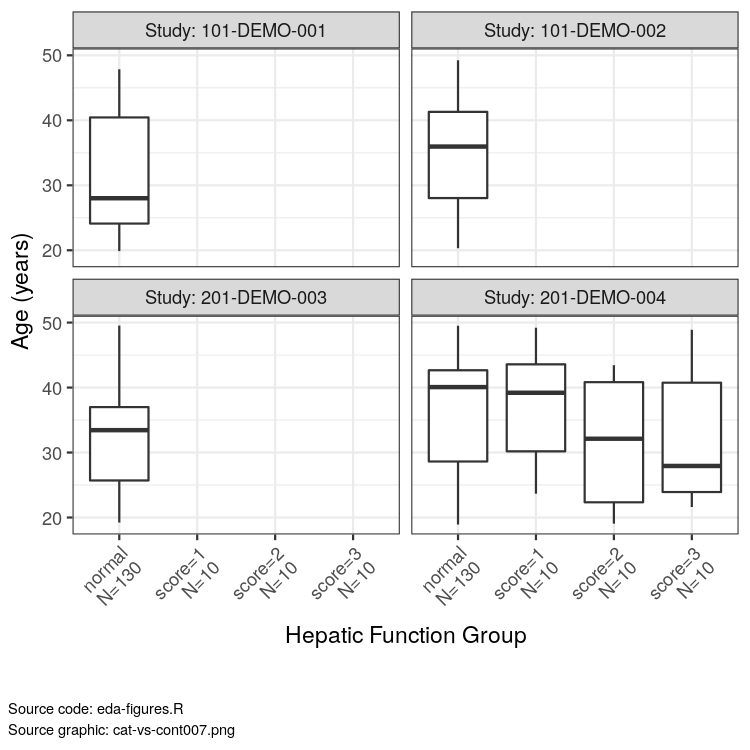 Study: 101-DEMO-001
Study: 101-DEMO-002
50
40
30
20
Study: 201-DEMO-003
Study: 201-DEMO-004
50
40
30
20
Age (years)
normal
N=130
score=1
N=10
score=2
N=10
score=3
N=10
normal
N=130
score=1
N=10
score=2
N=10
score=3
N=10
Hepatic Function Group
Source code: eda-figures.R
Source graphic: cat-vs-cont007.png